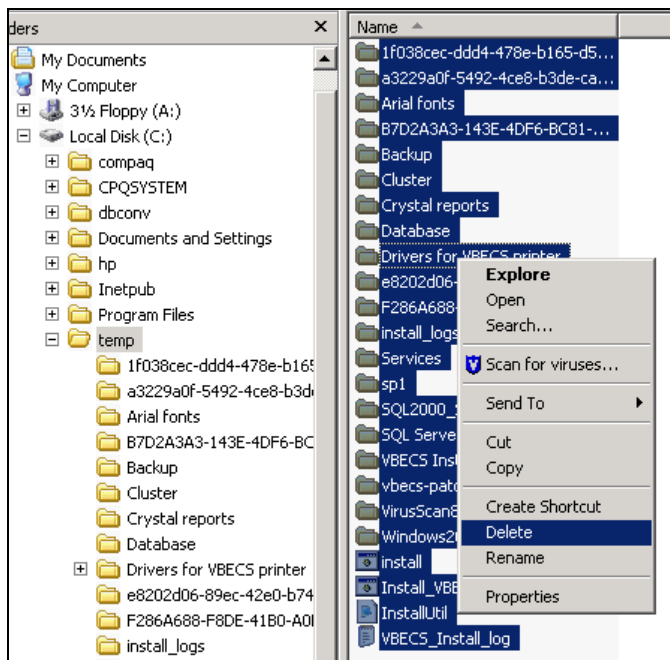 ders
My Documents
My Computer
3½ Floppy (A:)
Local Disk (C:)
compaq
CPQSYSTEM
dbconv
Documents and Settings
hp
Inetpub
Program Files
temp
1f038cec-ddd4-478e-b165
a3229a0f-5492-4ce8-b3d
Arial fonts
B7D2A3A3-143E-4DF6-BC
Backup
Cluster
Crystal reports
Database
Drivers for VBECS printer
e8202d06-89ec-42e0-b74
F286A688-F8DE-41B0-A0
install_logs
Name
1f038cec-ddd4-478e-b165-d5...
a3229a0f-5492-4ce8-b3de-ca...
Arial fonts
B7D2A3A3-143E-4DF6-BC81-...
Backup
Cluster
Crystal reports
Database
Drivers for VBECS printer
e8202d06-
F286A688-
install_logs
Services
sp1
SQL2000_
SQL Serve
VBECS Inst
vbecs-patc
VirusScan8
Windows20
install
Install_VBE
InstallUtil
VBECS_Install_log
Explore
Open
Search...
Scan for viruses...
Send To
Cut
Copy
Create Shortcut
Delete
Rename
Properties